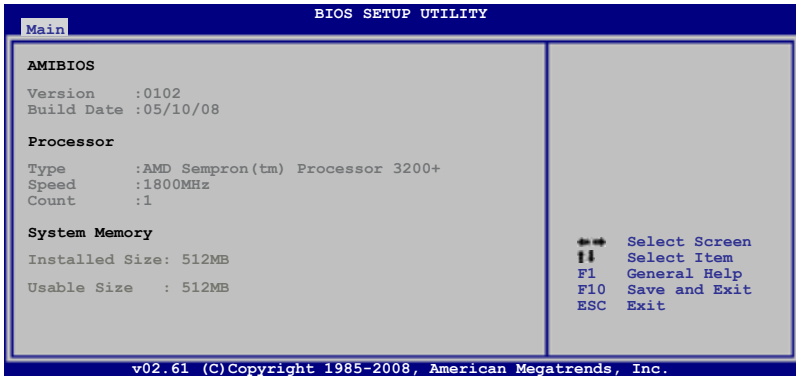 BIOS SETUP UTILITY
Main
AMIBIOS
Version :0102
Build Date :05/10/08
Processor
Type :AMD Sempron(tm) Processor 3200+
Speed :1800MHz
Count :1
System Memory
Installed Size: 512MB
Usable Size : 512MB
←→ Select Screen
↑↓ Select Item
F1 General Help
F10 Save and Exit
ESC Exit
v02.61 (C)Copyright 1985-2008, American Megatrends, Inc.